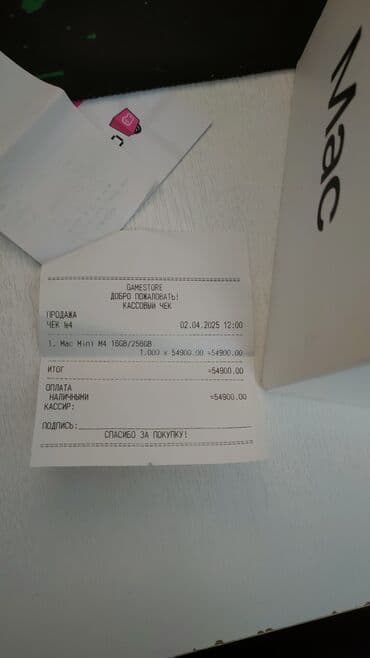 Mac
GAMESTORE
ДОБРО ПОЖАЛОВАТЬ!
КАССОВЫЙ ЧЕК
ПРОДАЖА
ЧЕК №4 02.04.2025 12:00
1. Mac Mini M4 16GB/256GB
1.000 x 54900.00 =54900.00
ИТОГ =54900.00
ОПЛАТА
НАЛИЧНЫМИ =54900.00
КАССИР:
ПОДПИСЬ:
СПАСИБО ЗА ПОКУПКУ!